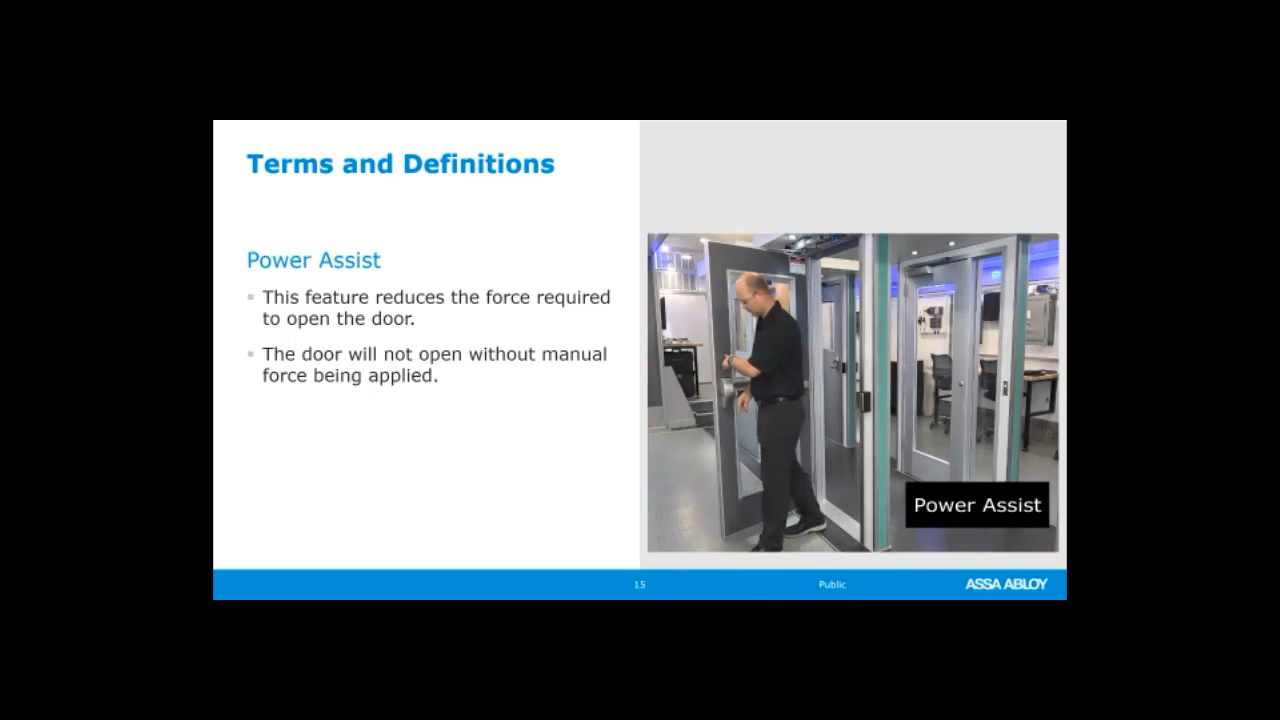 Terms and Definitions
Power Assist
This feature reduces the force required
to open the door.
The door will not open without manual
force being applied.
Power Assist
15
Public
ASSA ABLOY